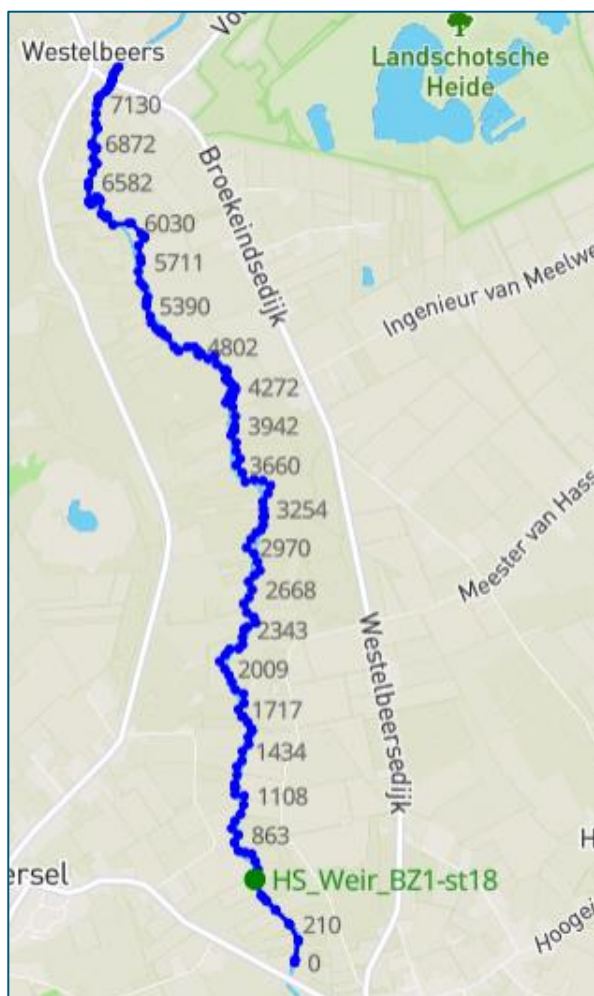 Vo
Westelbeers
Landschotsche
Heide
7130
6872
Broekeindsedijk
6582
6030
5711
Ingenieur van Meelwe
5390
4802
4272
3942
3660
Meester van Hass
3254
2970
2668
2343
Westelbeersedijk
2009
1717
1434
1108
863
H
ersel
HS_Weir_BZ1-st18
210
Hoogei
0